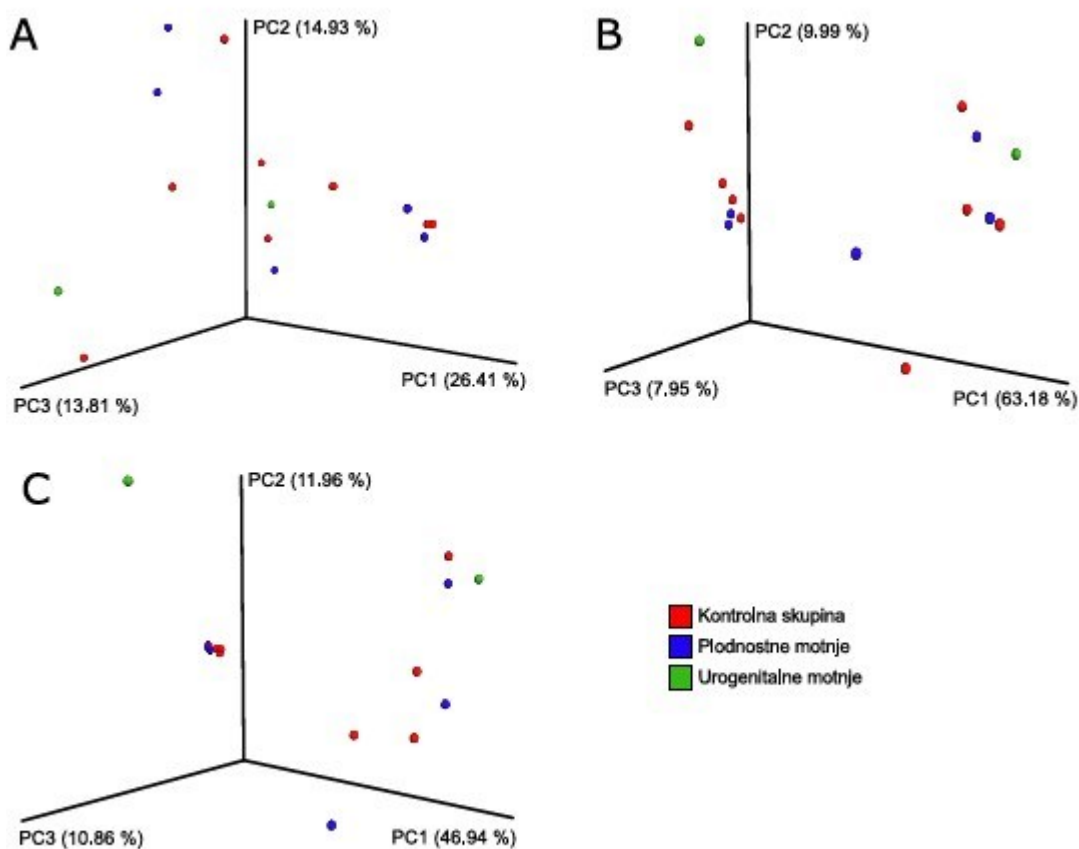 A
PC2 (14.93 %)
PC1 (26.41 %)
PC3 (13.81 %)
B
PC2 (9.99 %)
PC3 (7.95 %)
PC1 (63.18 %)
C
PC2 (11.96 %)
PC3 (10.86 %)
PC1 (46.94 %)
Kontrolna skupina
Plodnostne motnje
Urogenitalne motnje